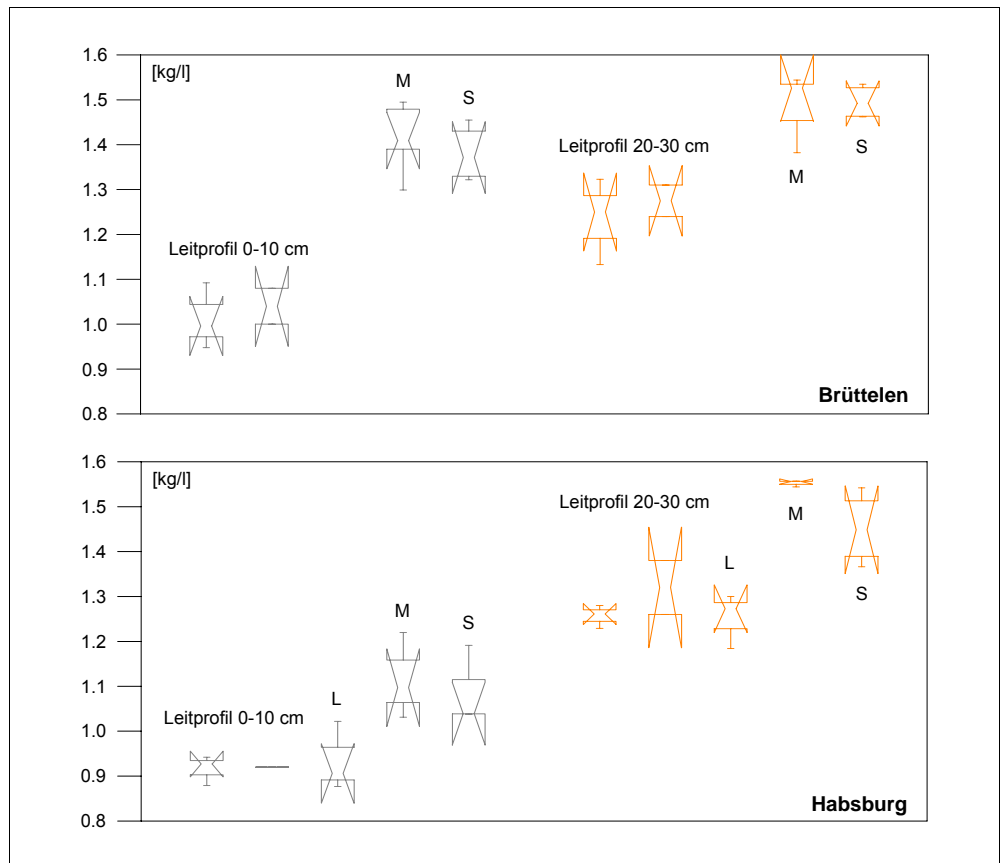 1.6
[kg/l]
M
1.5
S
1.4
Leitprofil 20-30 cm
S
1.3
M
1.2
Leitprofil 0-10 cm
1.1
1.0
0.9
Brüttelen
0.8
1.6
[kg/l]
1.5
Leitprofil 20-30 cm
M
1.4
L
1.3
S
M
1.2
S
1.1
L
Leitprofil 0-10 cm
1.0
0.9
Habsburg
0.8